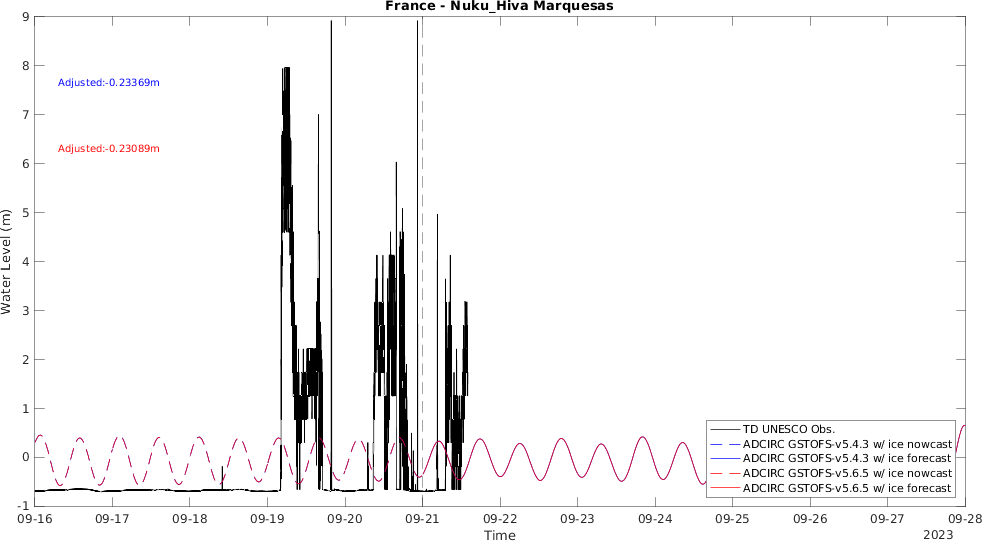 France - Nuku_Hiva Marquesas
9
8
7
6
5
4
3
2
1
0
-1
Water Level (m)
Adjusted:-0.23369m
Adjusted:-0.23089m
TD UNESCO Obs.
ADCIRC GSTOFS-v5.4.3 w/ ice nowcast
ADCIRC GSTOFS-v5.4.3 w/ ice forecast
ADCIRC GSTOFS-v5.6.5 w/ ice nowcast
ADCIRC GSTOFS-v5.6.5 w/ ice forecast
09-16 09-17 09-18 09-19 09-20 09-21 09-22 09-23 09-24 09-25 09-26 09-27 09-28
Time
2023